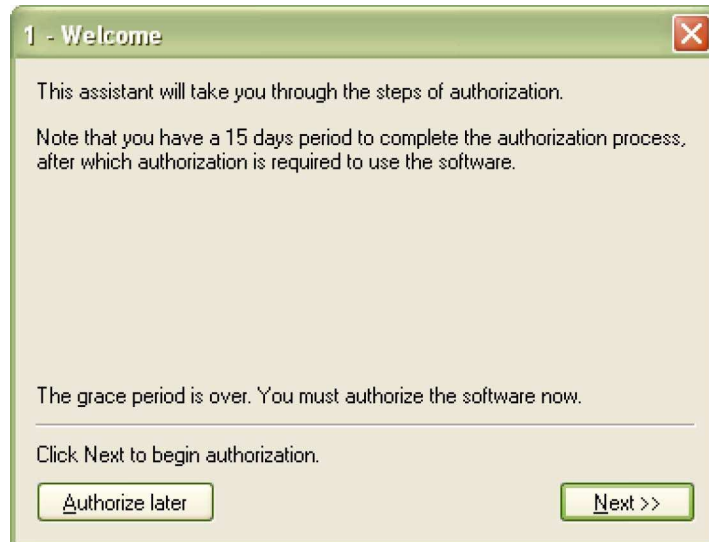 1 - Welcome
This assistant will take you through the steps of authorization.
Note that you have a 15 days period to complete the authorization process,
after which authorization is required to use the software.
The grace period is over. You must authorize the software now.
Click Next to begin authorization.
Authorize later
Next >>